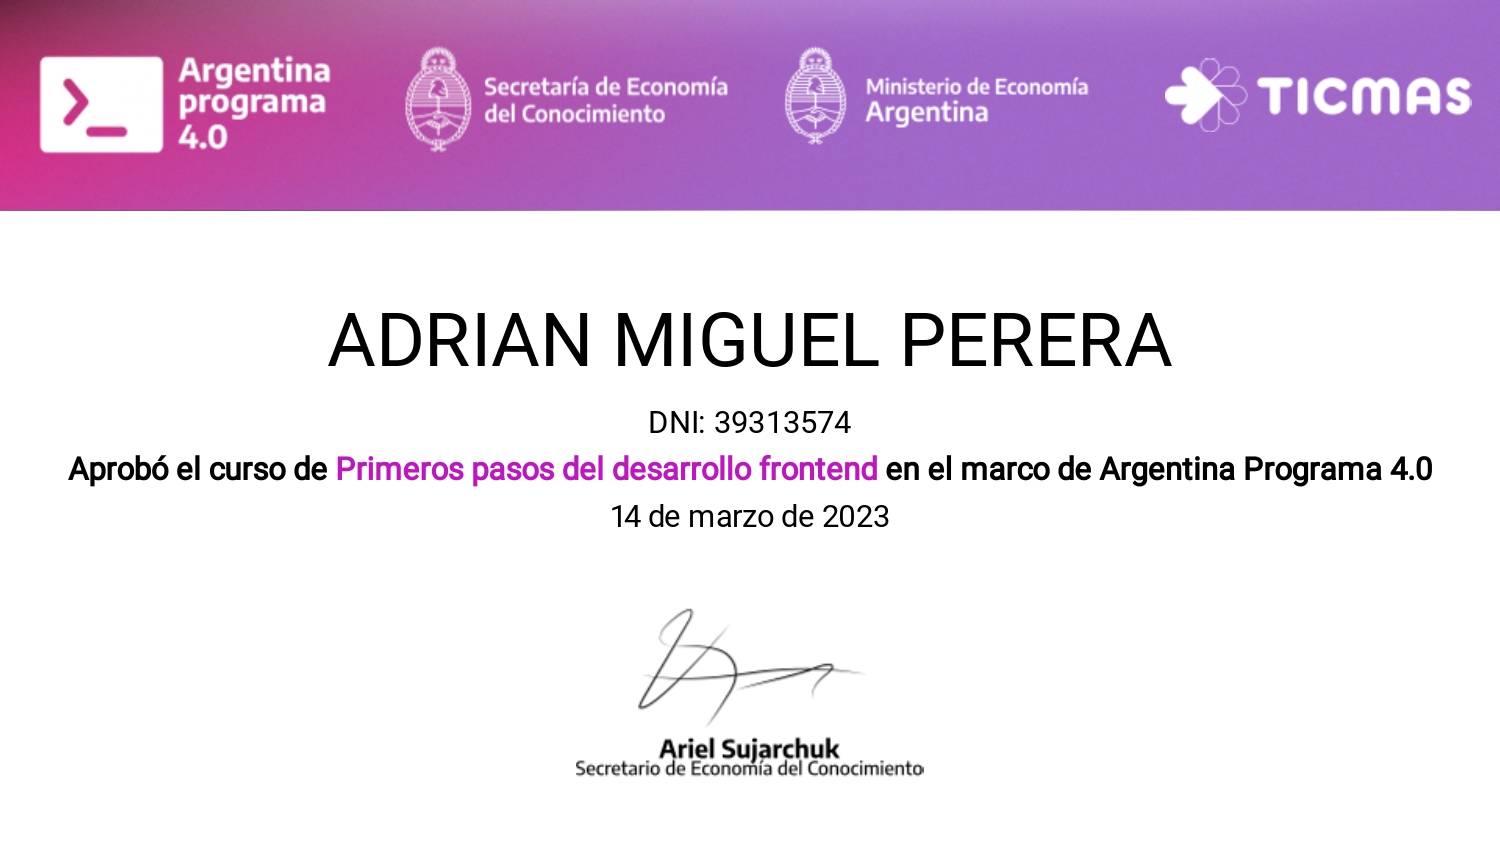 Argentina
programa
4.0
Secretaría de Economía
del Conocimiento
Ministerio de Economía
Argentina
TICMAS
ADRIAN MIGUEL PERERA
DNI: 39313574
Aprobó el curso de Primeros pasos del desarrollo frontend en el marco de Argentina Programa 4.0
14 de marzo de 2023
Ariel Sujarchuk
Secretario de Economía del Conocimiento